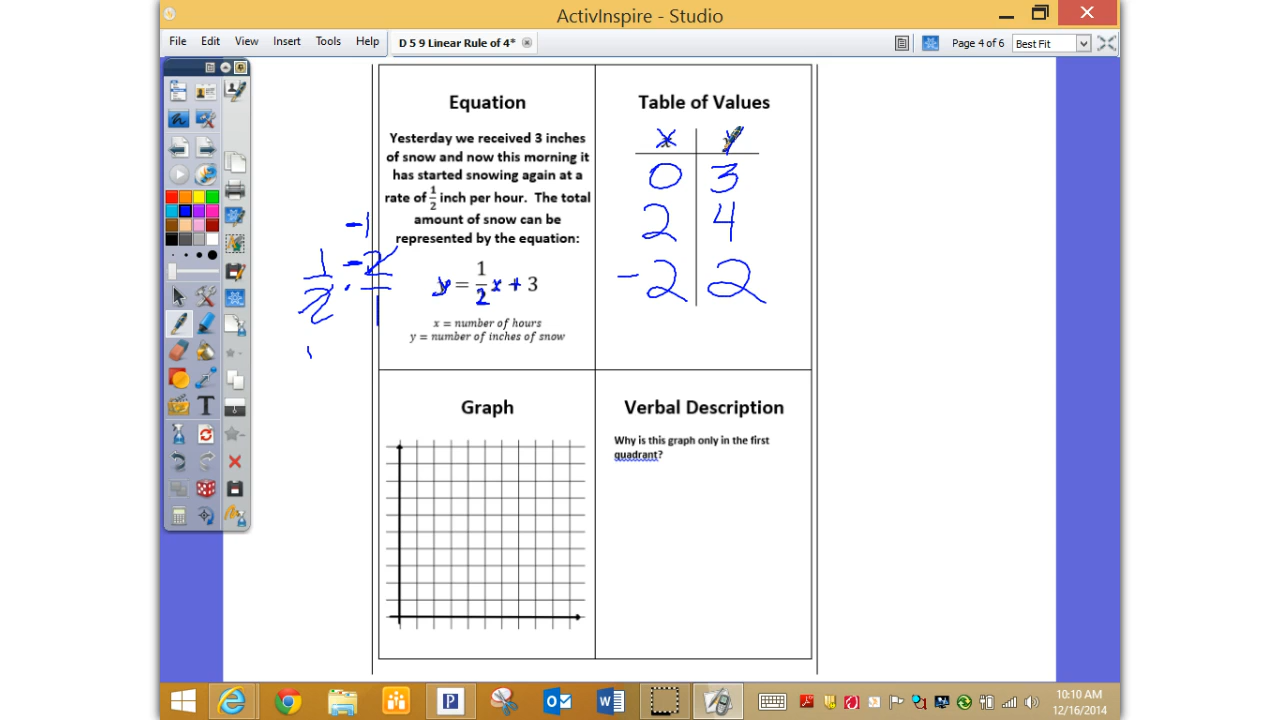 ActivInspire - Studio
File Edit View Insert Tools Help
D 5 9 Linear Rule of 4*
Page 4 of 6
Best Fit
Equation
Yesterday we received 3 inches
of snow and now this morning it
has started snowing again at a
rate of 1/2 inch per hour. The total
amount of snow can be
represented by the equation:
y = 1/2 x + 3
x = number of hours
y = number of inches of snow
-1
1/2 · -2/1
Table of Values
x y
0 3
2 4
-2 2
Graph
Verbal Description
Why is this graph only in the first
quadrant?
10:10 AM
12/16/2014